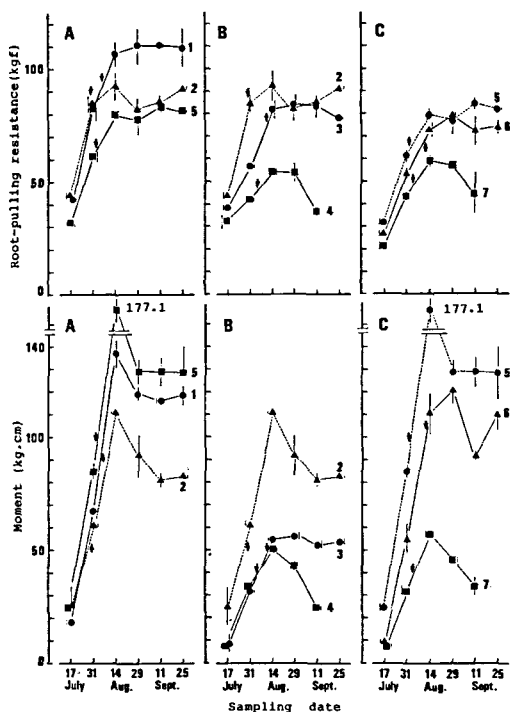 Root-pulling resistance(kgf)
100
50
0
A
1
2
5
B
2
3
4
C
5
6
7
Moment (kg.cm)
140
100
50
0
A
177.1
5
1
2
B
2
3
4
C
177.1
5
6
7
17 31 14 29 11 25
July Aug. Sept.
17 31 14 29 11 25
July Aug. Sept.
17 31 14 29 11 25
July Aug. Sept.
Sampling date